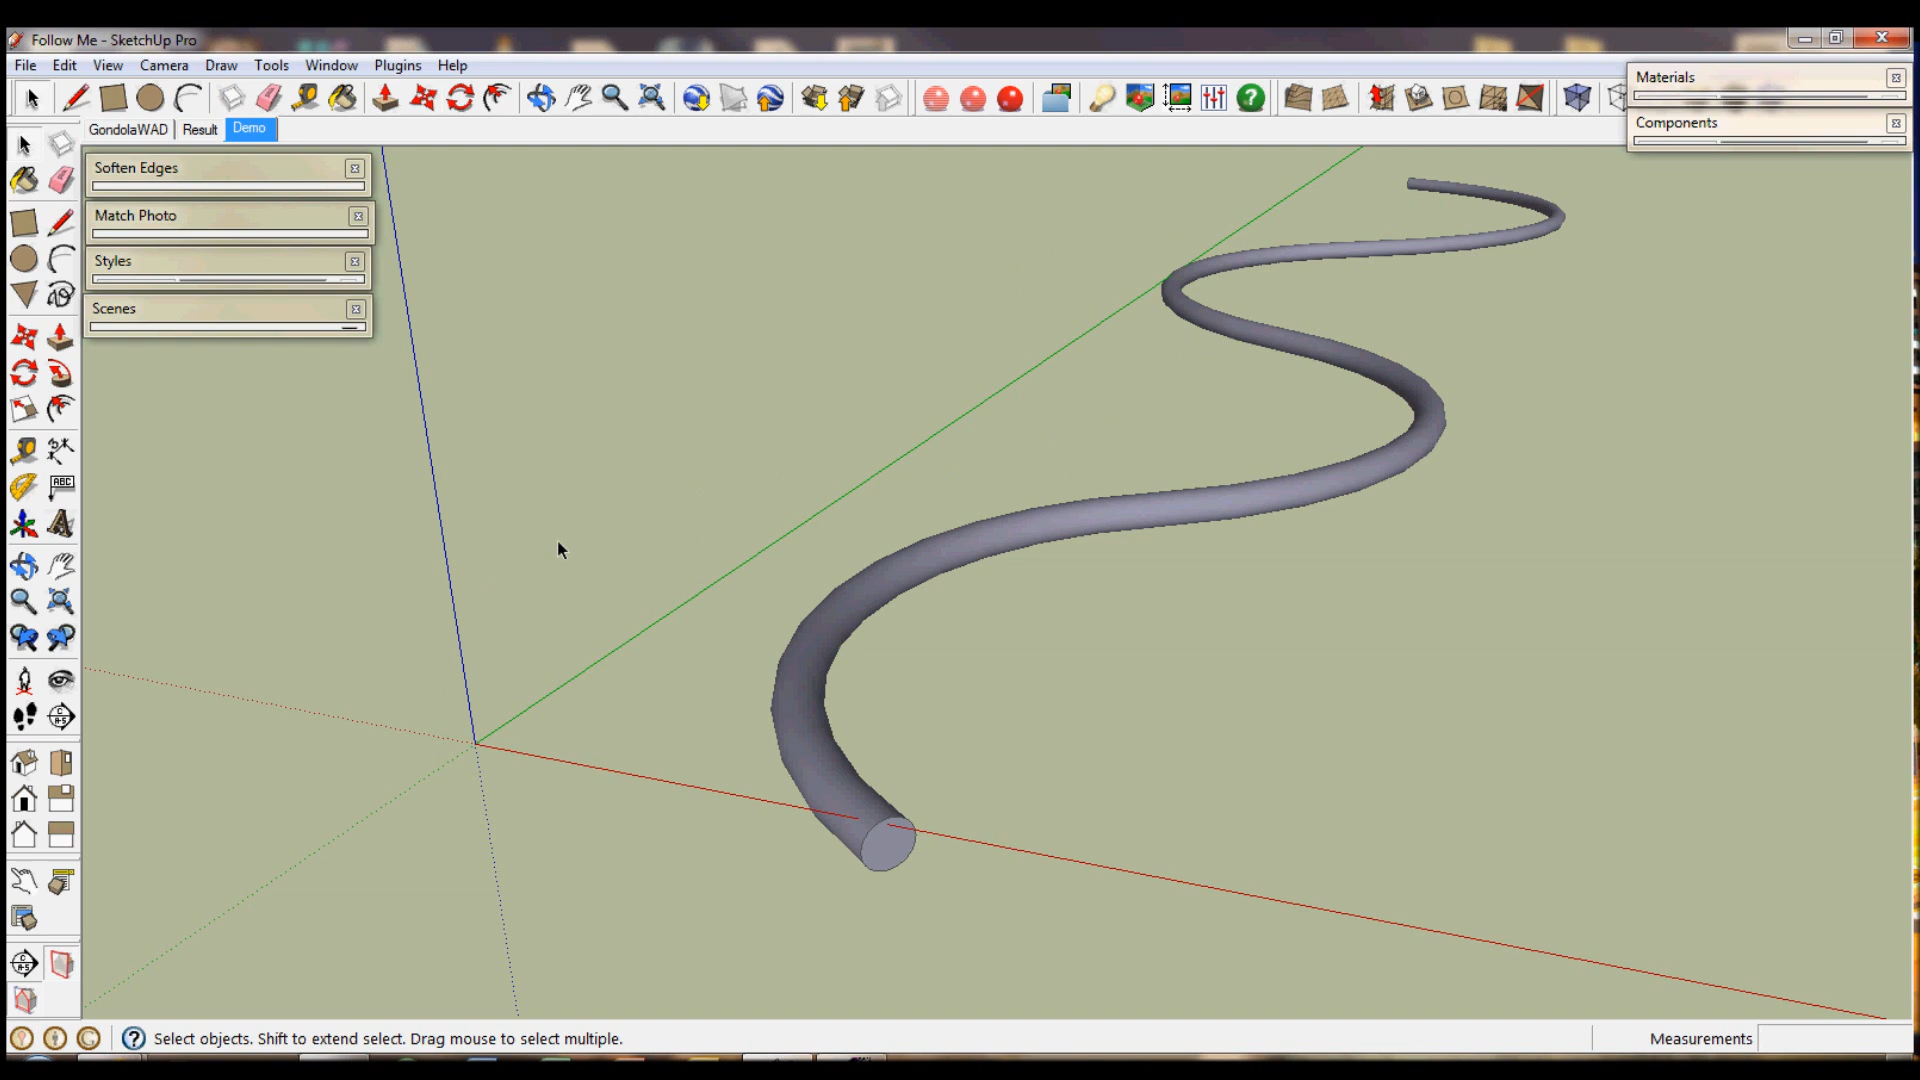 Follow Me - SketchUp Pro
File Edit View Camera Draw Tools Window Plugins Help
Materials
Components
GondolaWAD Result Demo
Soften Edges
Match Photo
Styles
Scenes
ABC
Select objects. Shift to extend select. Drag mouse to select multiple.
Measurements